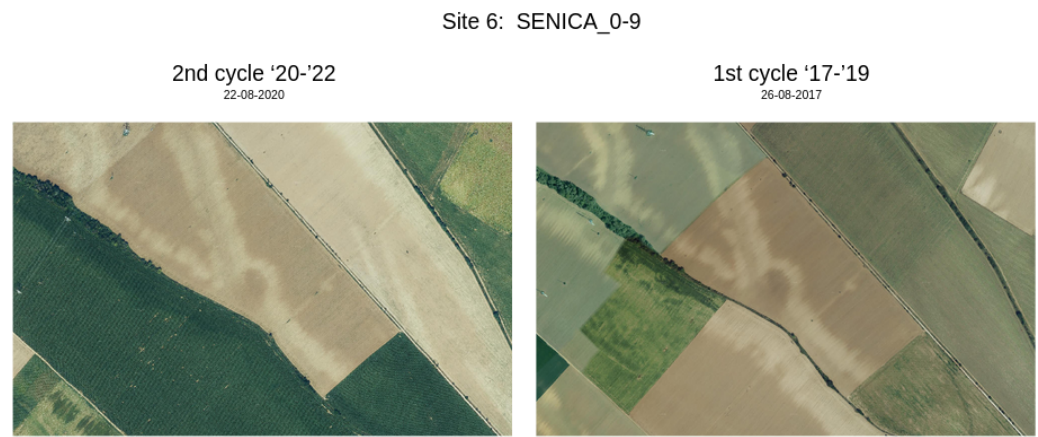 Site 6:  SENICA_0-9
2nd cycle ‘20-’22
22-08-2020
1st cycle ‘17-’19
26-08-2017